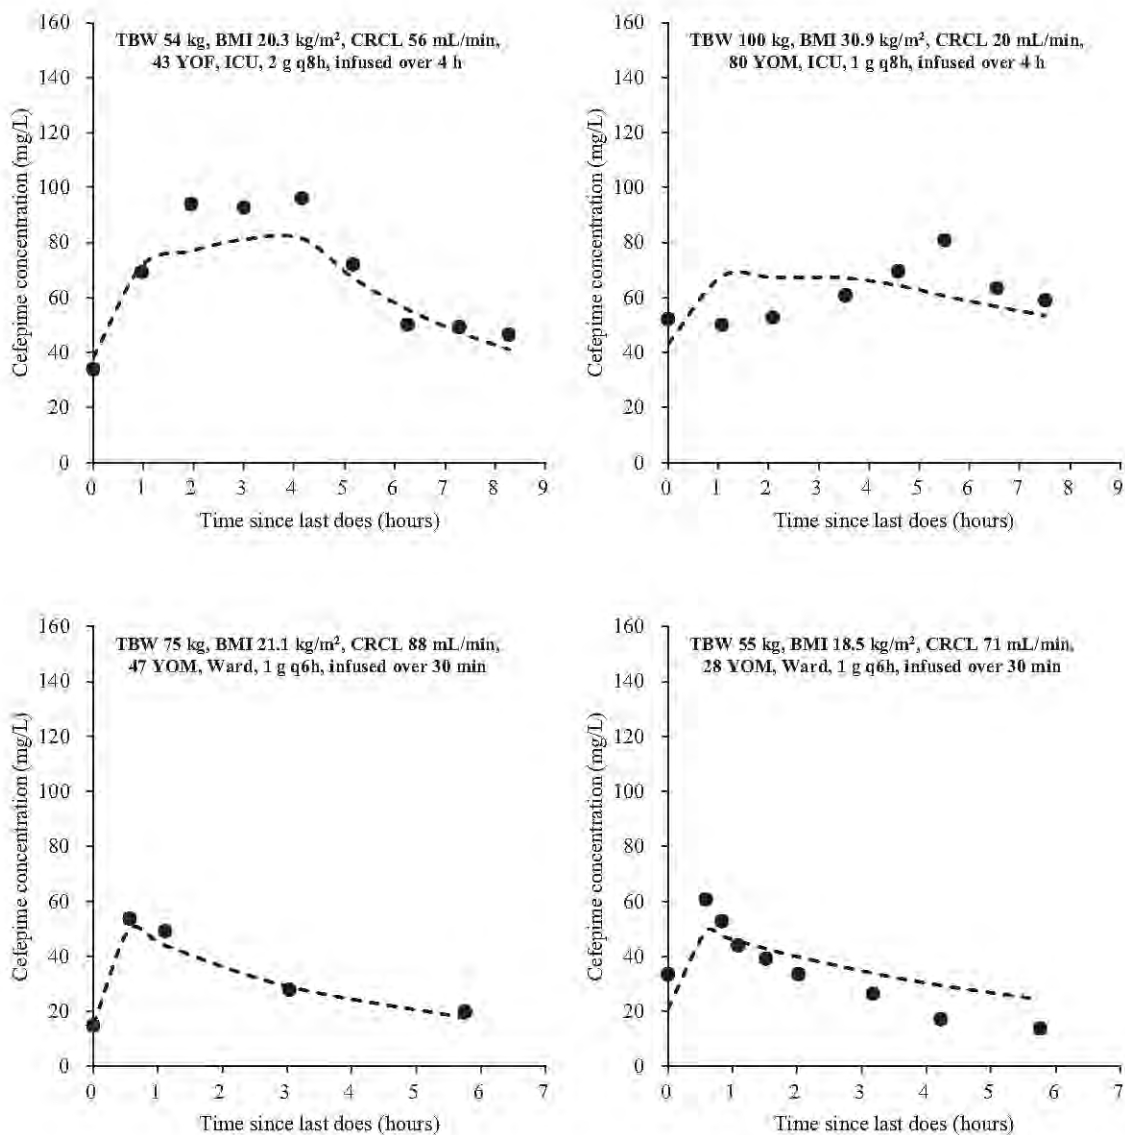 TBW 54 kg, BMI 20.3 kg/m², CRCL 56 mL/min,
43 YOF, ICU, 2 g q8h, infused over 4 h
Cefepime concentration (mg/L)
160
140
120
100
80
60
40
20
0
0 1 2 3 4 5 6 7 8 9
Time since last does (hours)
TBW 100 kg, BMI 30.9 kg/m², CRCL 20 mL/min,
80 YOM, ICU, 1 g q8h, infused over 4 h
Cefepime concentration (mg/L)
160
140
120
100
80
60
40
20
0
0 1 2 3 4 5 6 7 8 9
Time since last does (hours)
TBW 75 kg, BMI 21.1 kg/m², CRCL 88 mL/min,
47 YOM, Ward, 1 g q6h, infused over 30 min
Cefepime concentration (mg/L)
160
140
120
100
80
60
40
20
0
0 1 2 3 4 5 6 7
Time since last does (hours)
TBW 55 kg, BMI 18.5 kg/m², CRCL 71 mL/min,
28 YOM, Ward, 1 g q6h, infused over 30 min
Cefepime concentration (mg/L)
160
140
120
100
80
60
40
20
0
0 1 2 3 4 5 6 7
Time since last does (hours)